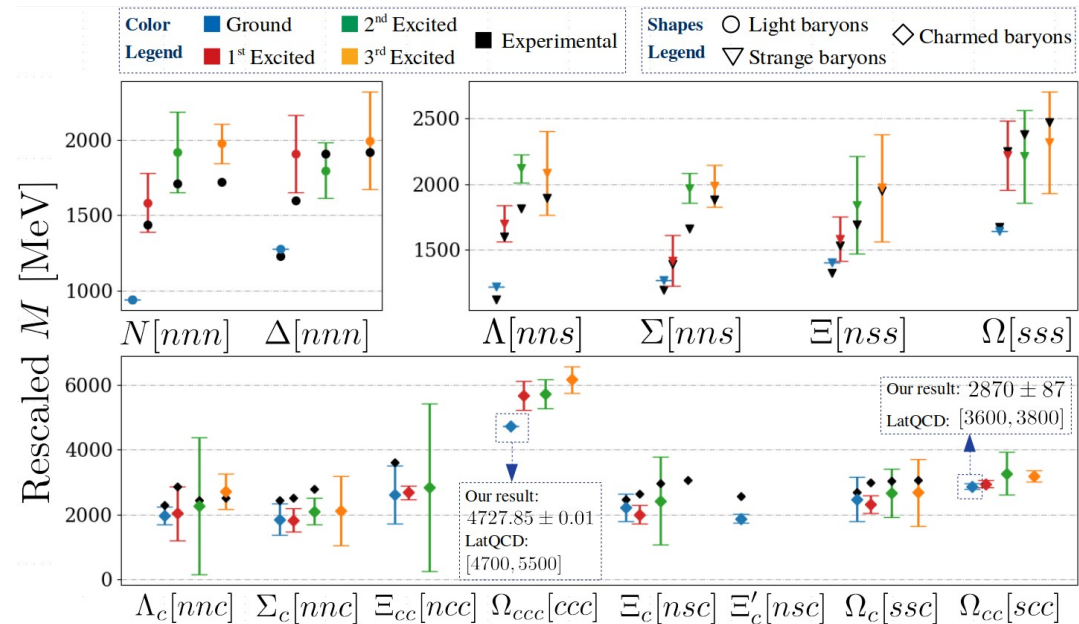 Color Legend
Ground
1st Excited
2nd Excited
3rd Excited
Experimental
Shapes Legend
Light baryons
Strange baryons
Charmed baryons
Rescaled M [MeV]
2000
1500
1000
N[nnn]
Δ[nnn]
2500
2000
1500
Λ[nns]
Σ[nns]
Ξ[nss]
Ω[sss]
6000
4000
2000
0
Our result:
4727.85 ± 0.01
LatQCD:
[4700, 5500]
Our result: 2870 ± 87
LatQCD: [3600, 3800]
Λc[nnc]
Σc[nnc]
Ξcc[ncc]
Ωccc[ccc]
Ξc[nsc]
Ξ′c[nsc]
Ωc[ssc]
Ωcc[scc]